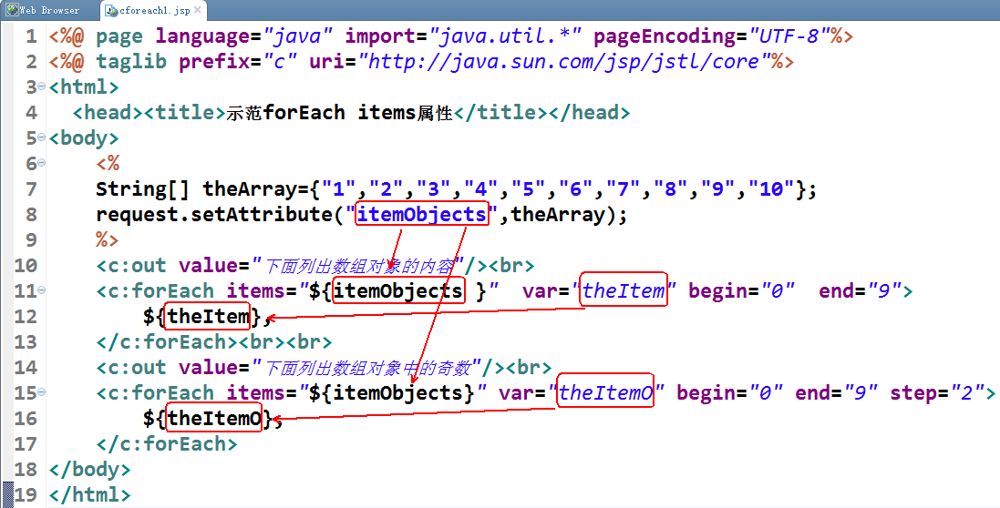 Web Browser cforeach1.jsp
1 <%@ page language="java" import="java.util.*" pageEncoding="UTF-8"%>
2 <%@ taglib prefix="c" uri="http://java.sun.com/jsp/jstl/core"%>
3 <html>
4 <head><title>示范forEach items属性</title></head>
5 <body>
6 <%
7 String[] theArray={"1","2","3","4","5","6","7","8","9","10"};
8 request.setAttribute("itemObjects",theArray);
9 %>
10 <c:out value="下面列出数组对象的内容"/><br>
11 <c:forEach items="${itemObjects }" var="theItem" begin="0" end="9">
12 ${theItem},
13 </c:forEach><br><br>
14 <c:out value="下面列出数组对象中的奇数"/><br>
15 <c:forEach items="${itemObjects}" var="theItemO" begin="0" end="9" step="2">
16 ${theItemO},
17 </c:forEach>
18 </body>
19 </html>